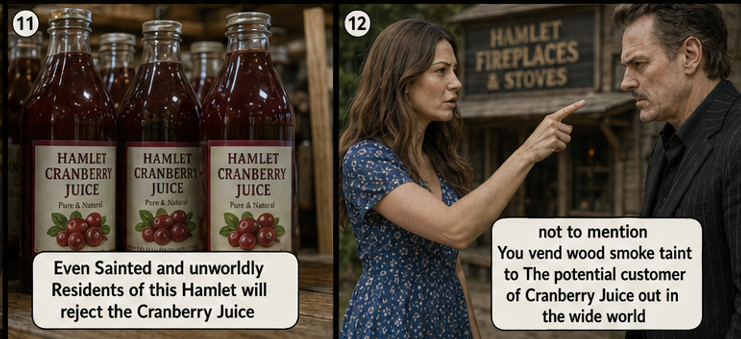 11
HAMLET
CRANBERRY
JUICE
Pure & Natural
HAMLET
CRANBERRY
JUICE
Pure & Natural
HAMLET
CRANBERRY
JUICE
Pure & Natural
Even Sainted and unworldly
Residents of this Hamlet will
reject the Cranberry Juice
12
HAMLET
FIREPLACES
& STOVES
not to mention
You vend wood smoke taint
to The potential customer
of Cranberry Juice out in
the wide world